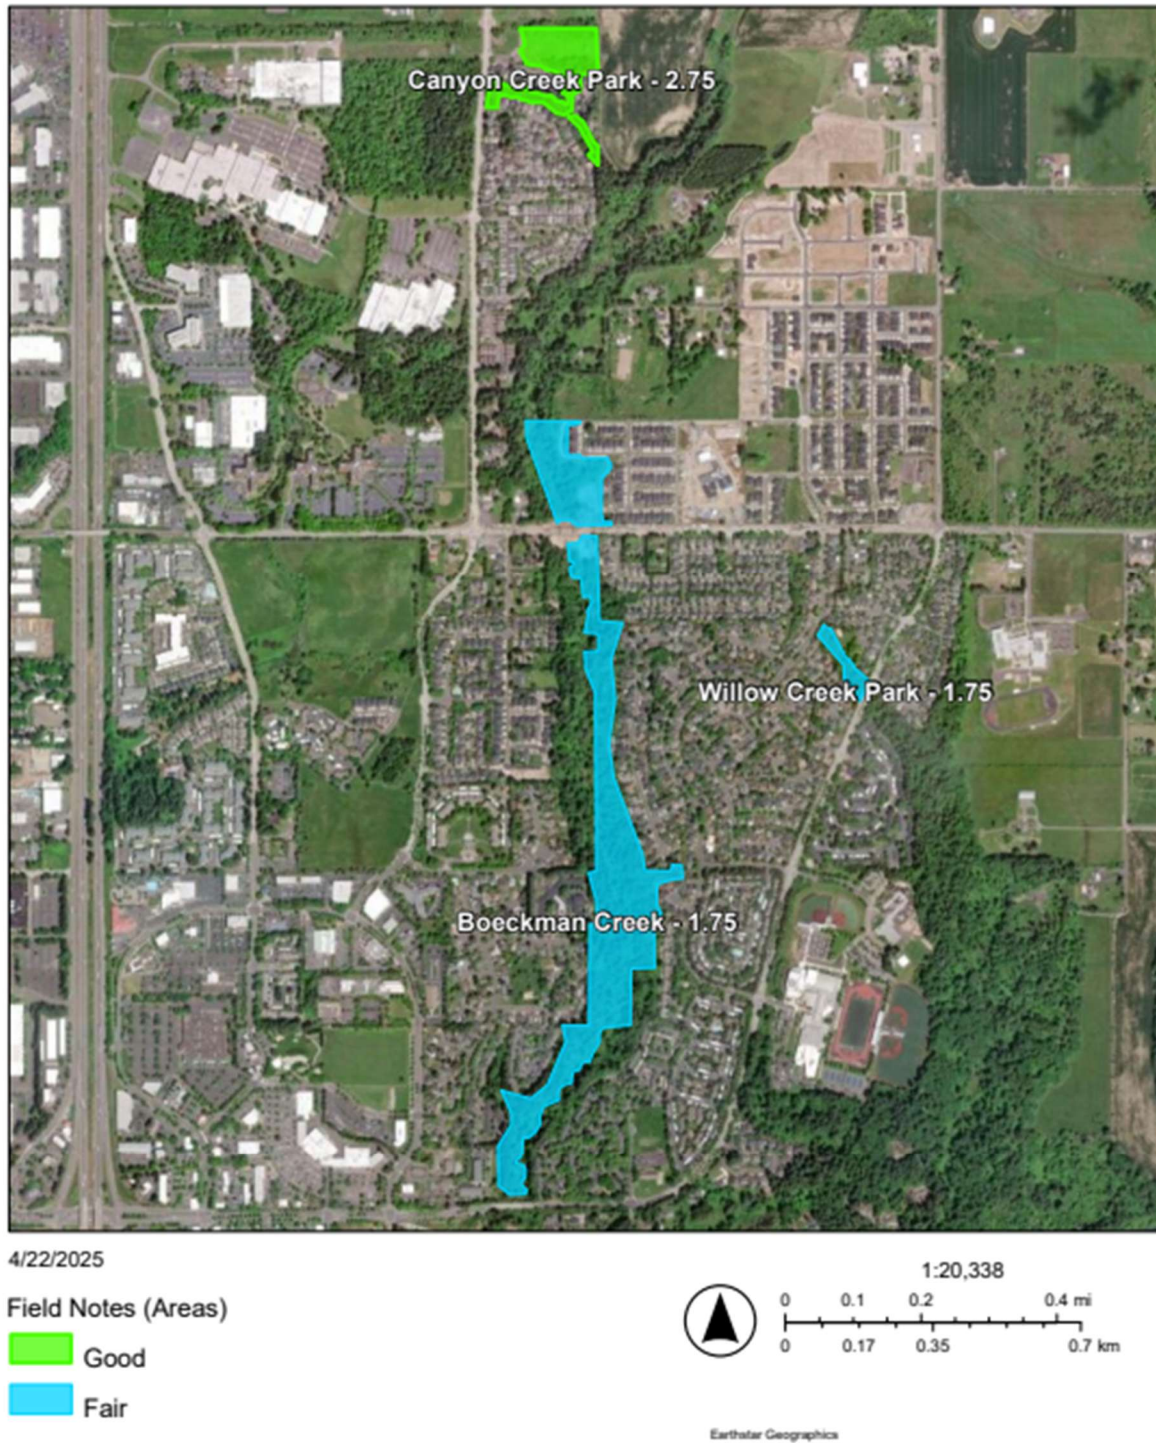 Canyon Creek Park - 2.75
Willow Creek Park - 1.75
Boeckman Creek - 1.75
4/22/2025
1:20,338
Field Notes (Areas)
0 0.1 0.2 0.4 mi
0 0.17 0.35 0.7 km
Good
Fair
Earthstar Geographics